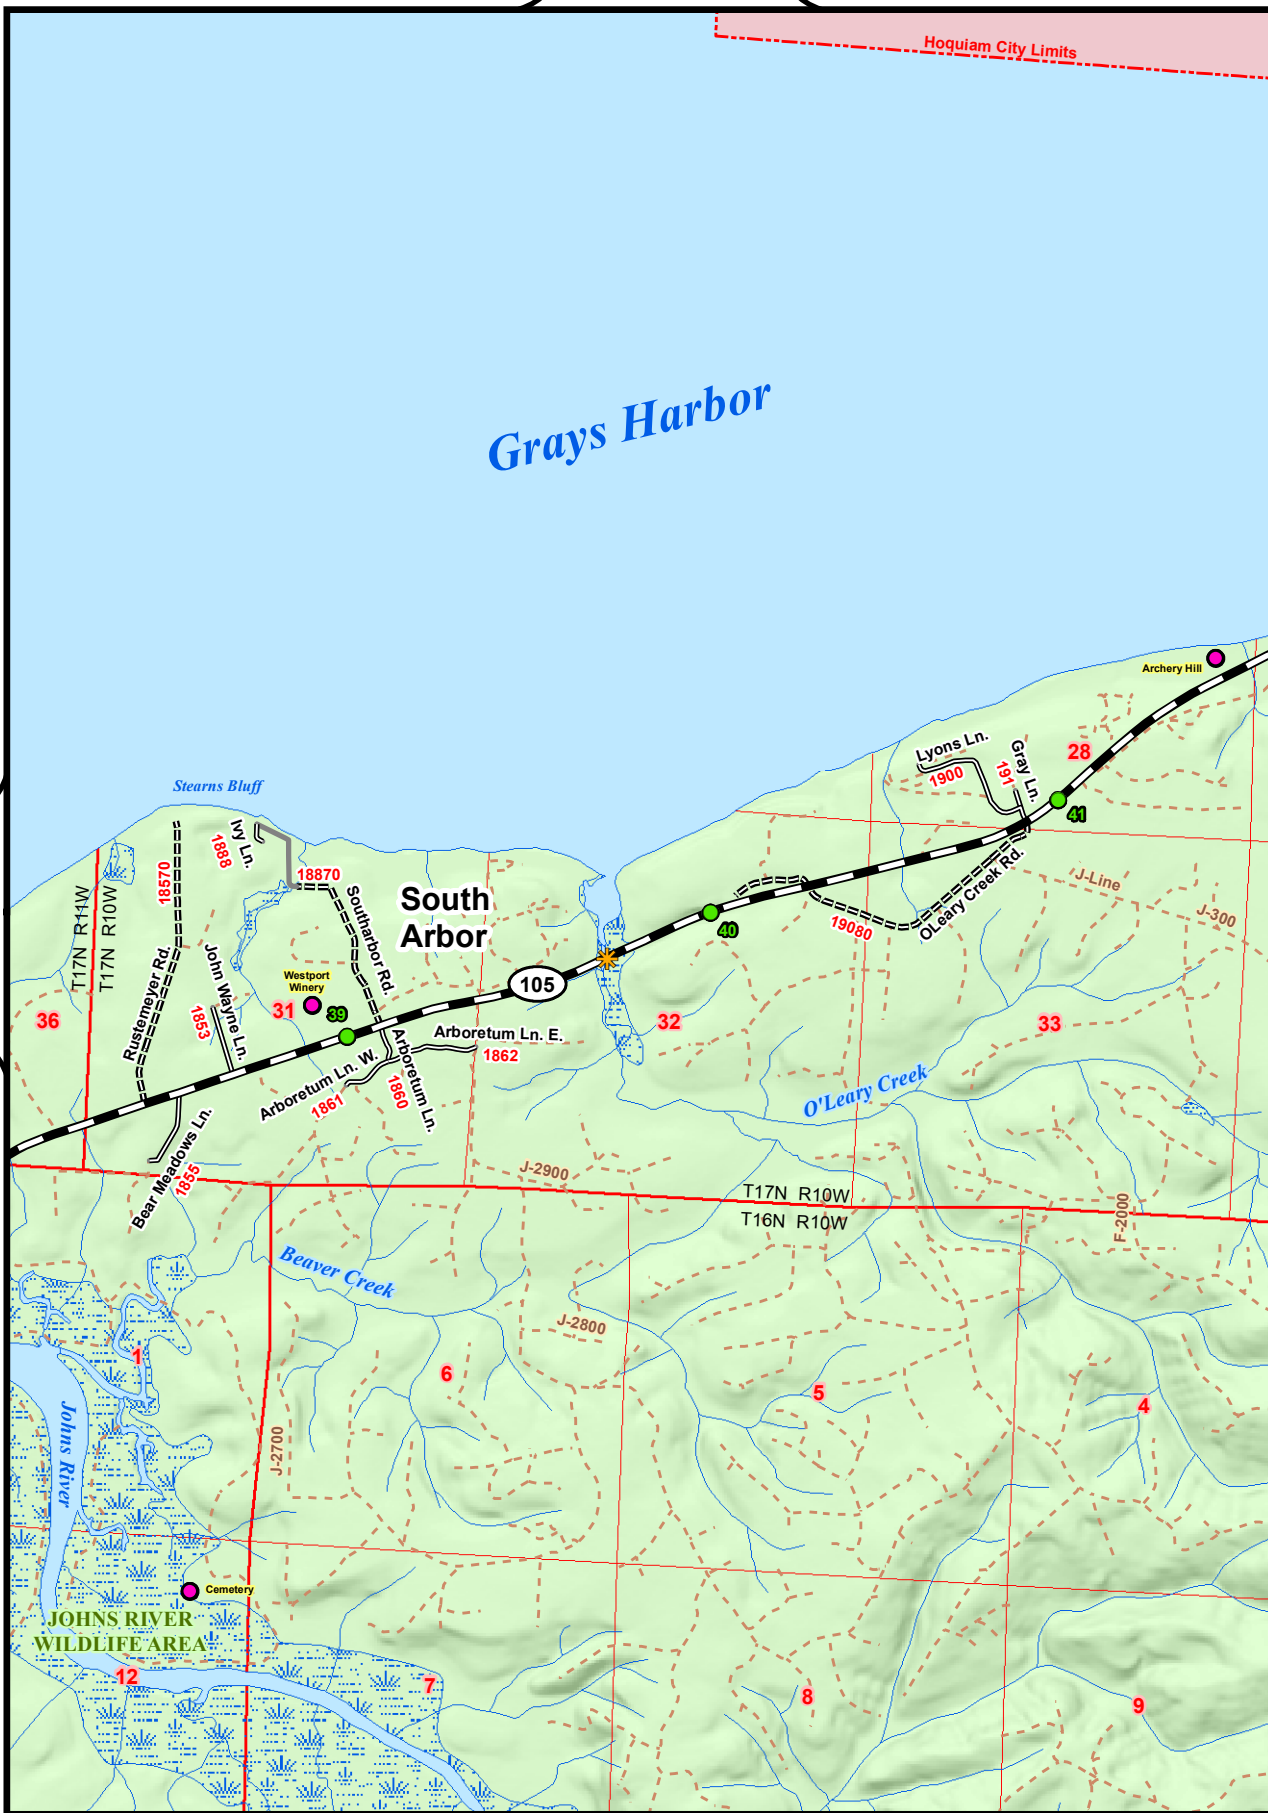 Hoquiam City Limits
Grays Harbor
Archery Hill
Lyons Ln.
1900
Gray Ln.
191
28
41
Stearns Bluff
Ivy Ln.
1888
18570
18870
Southarbor Rd.
South
Arbor
T17N R11W
T17N R10W
J-Line
J-300
OLeary Creek Rd.
19080
40
Rustemeyer Rd.
John Wayne Ln.
1853
Westport
Winery
31
39
105
36
32
33
Arboretum Ln. E.
1862
Arboretum Ln. W.
1861
Arboretum Ln.
1860
O'Leary Creek
Bear Meadows Ln.
1855
J-2900
T17N R10W
T16N R10W
F-2000
Beaver Creek
J-2800
1
6
5
4
Johns River
J-2700
Cemetery
JOHNS RIVER
WILDLIFE AREA
12
7
8
9